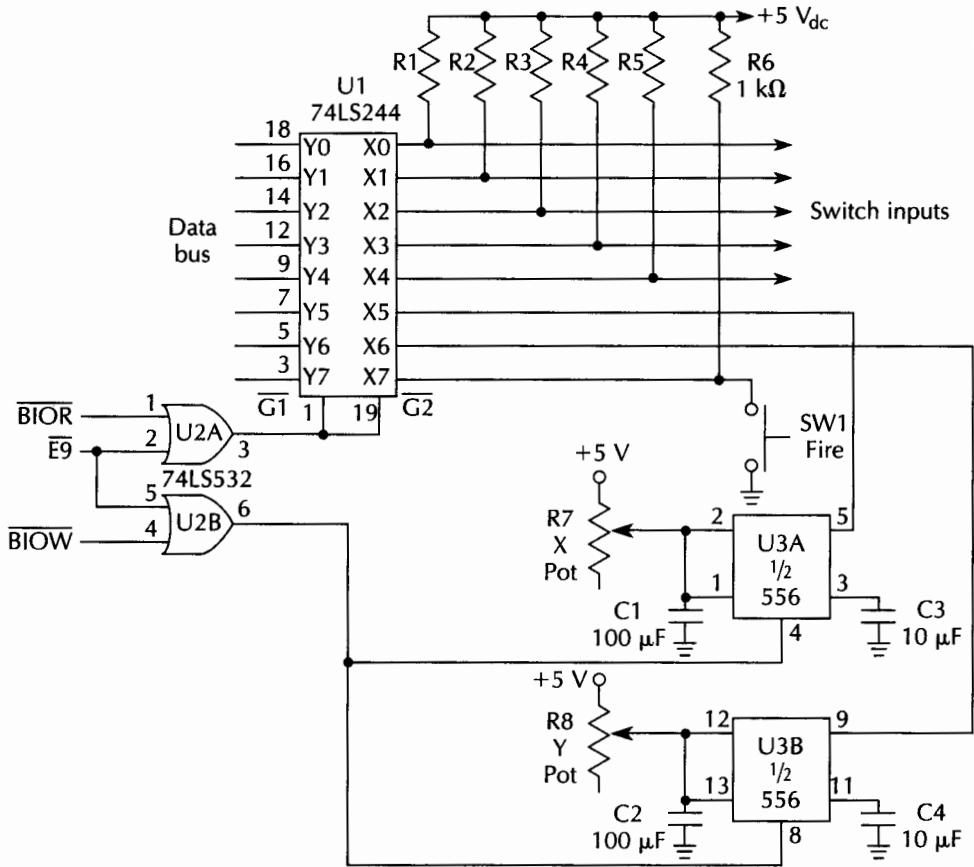 +5 Vdc
R1
R2
R3
R4
R5
R6
1 kΩ
U1
74LS244
18
Y0
X0
16
Y1
X1
14
Y2
X2
Switch inputs
Data
bus
12
Y3
X3
9
Y4
X4
7
Y5
X5
5
Y6
X6
3
Y7
X7
G1
1
19
G2
BIOR
1
2
U2A
3
E9
74LS532
5
4
U2B
6
BIOW
SW1
Fire
+5 V
R7
X
Pot
2
5
U3A
1/2
556
1
3
4
C1
100 µF
C3
10 µF
+5 V
R8
Y
Pot
12
9
U3B
1/2
556
13
11
8
C2
100 µF
C4
10 µF